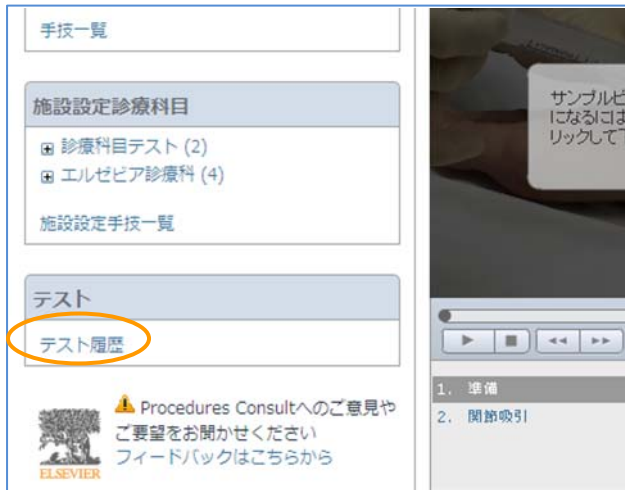 手技一覧
施設設定診療科目
診療科目テスト (2)
エルゼビア診療科 (4)
施設設定手技一覧
テスト
テスト履歴
Procedures Consultへのご意見や
ご要望をお聞かせください
フィードバックはこちらから
ELSEVIER
サンプルビ
になるには
リックして
1. 準備
2. 関節吸引